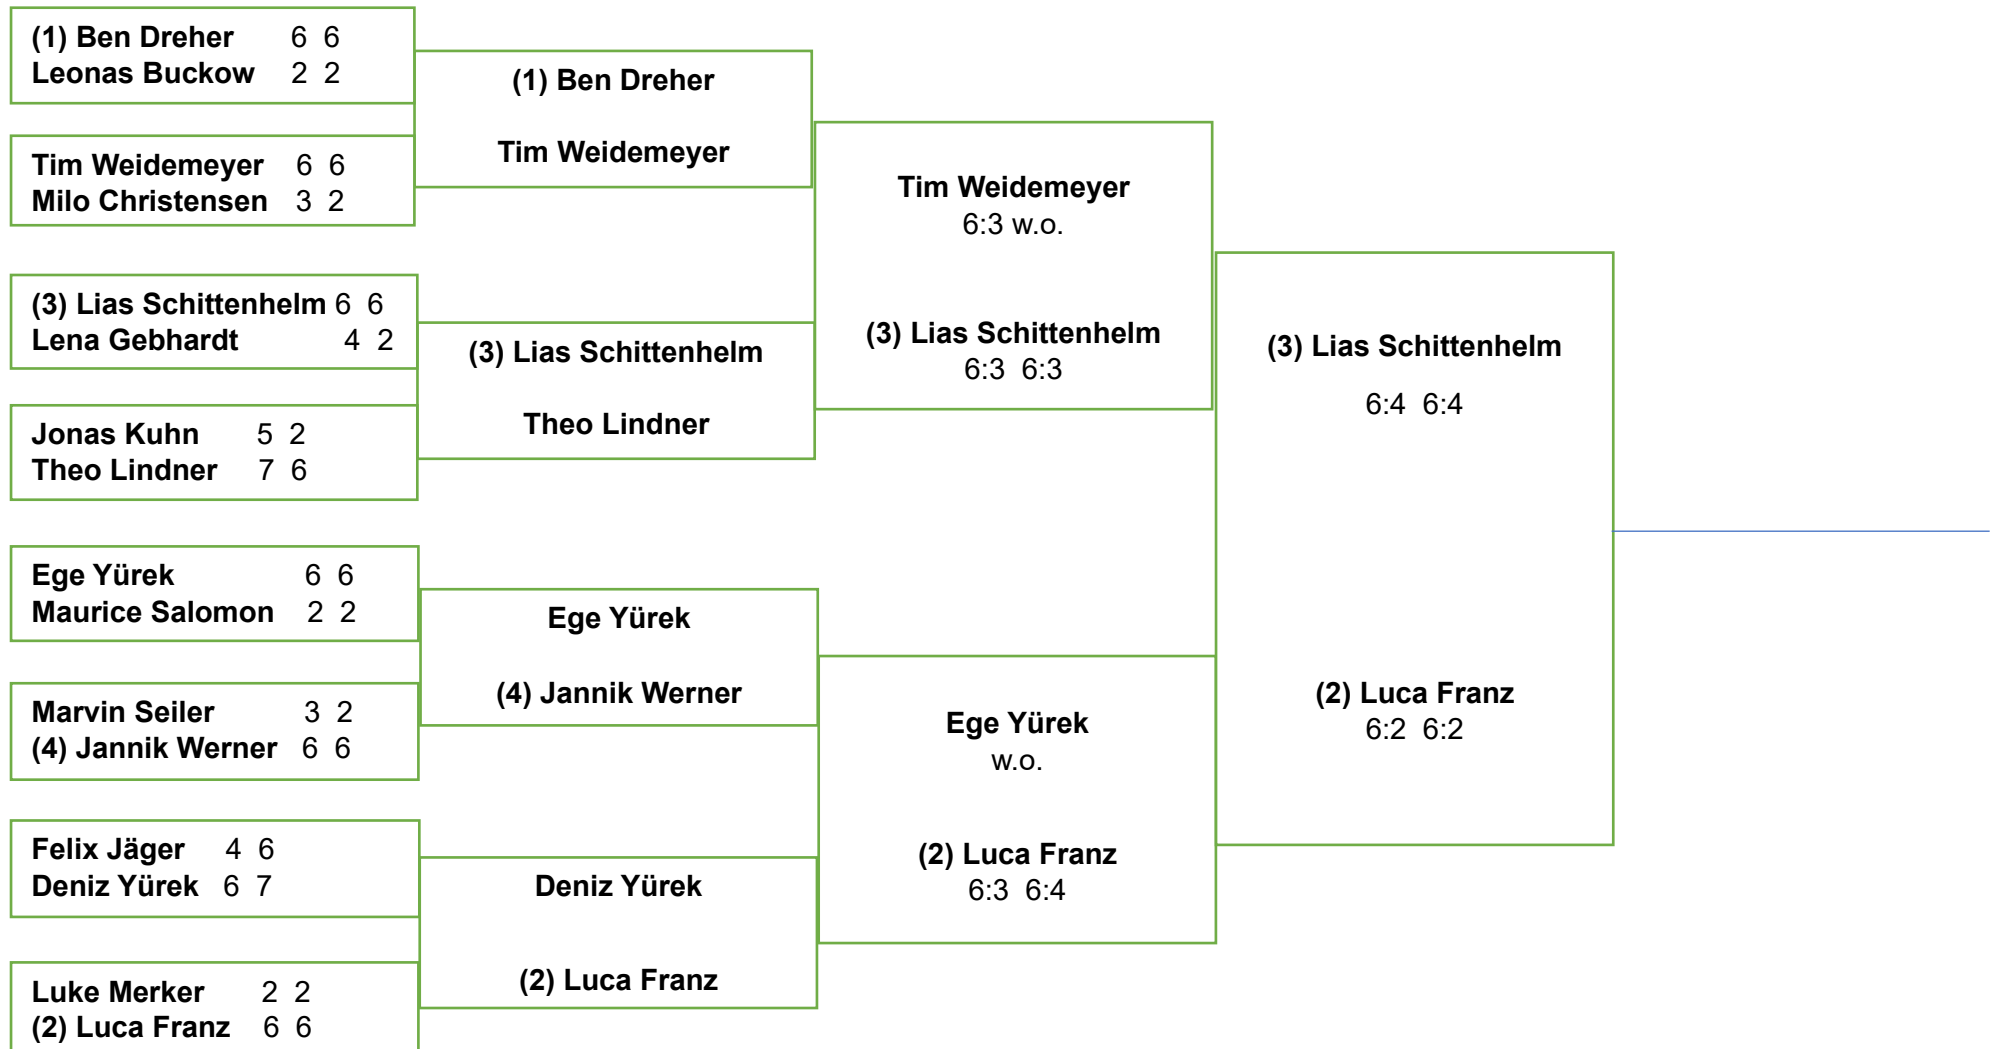 (1) Ben Dreher 6 6
Leonas Buckow 2 2
Tim Weidemeyer 6 6
Milo Christensen 3 2
(3) Lias Schittenhelm 6 6
Lena Gebhardt 4 2
Jonas Kuhn 5 2
Theo Lindner 7 6
Ege Yürek 6 6
Maurice Salomon 2 2
Marvin Seiler 3 2
(4) Jannik Werner 6 6
Felix Jäger 4 6
Deniz Yürek 6 7
Luke Merker 2 2
(2) Luca Franz 6 6
(1) Ben Dreher
Tim Weidemeyer
(3) Lias Schittenhelm
Theo Lindner
Ege Yürek
(4) Jannik Werner
Deniz Yürek
(2) Luca Franz
Tim Weidemeyer
6:3 w.o.
(3) Lias Schittenhelm
6:3 6:3
Ege Yürek
w.o.
(2) Luca Franz
6:3 6:4
(3) Lias Schittenhelm
6:4 6:4
(2) Luca Franz
6:2 6:2